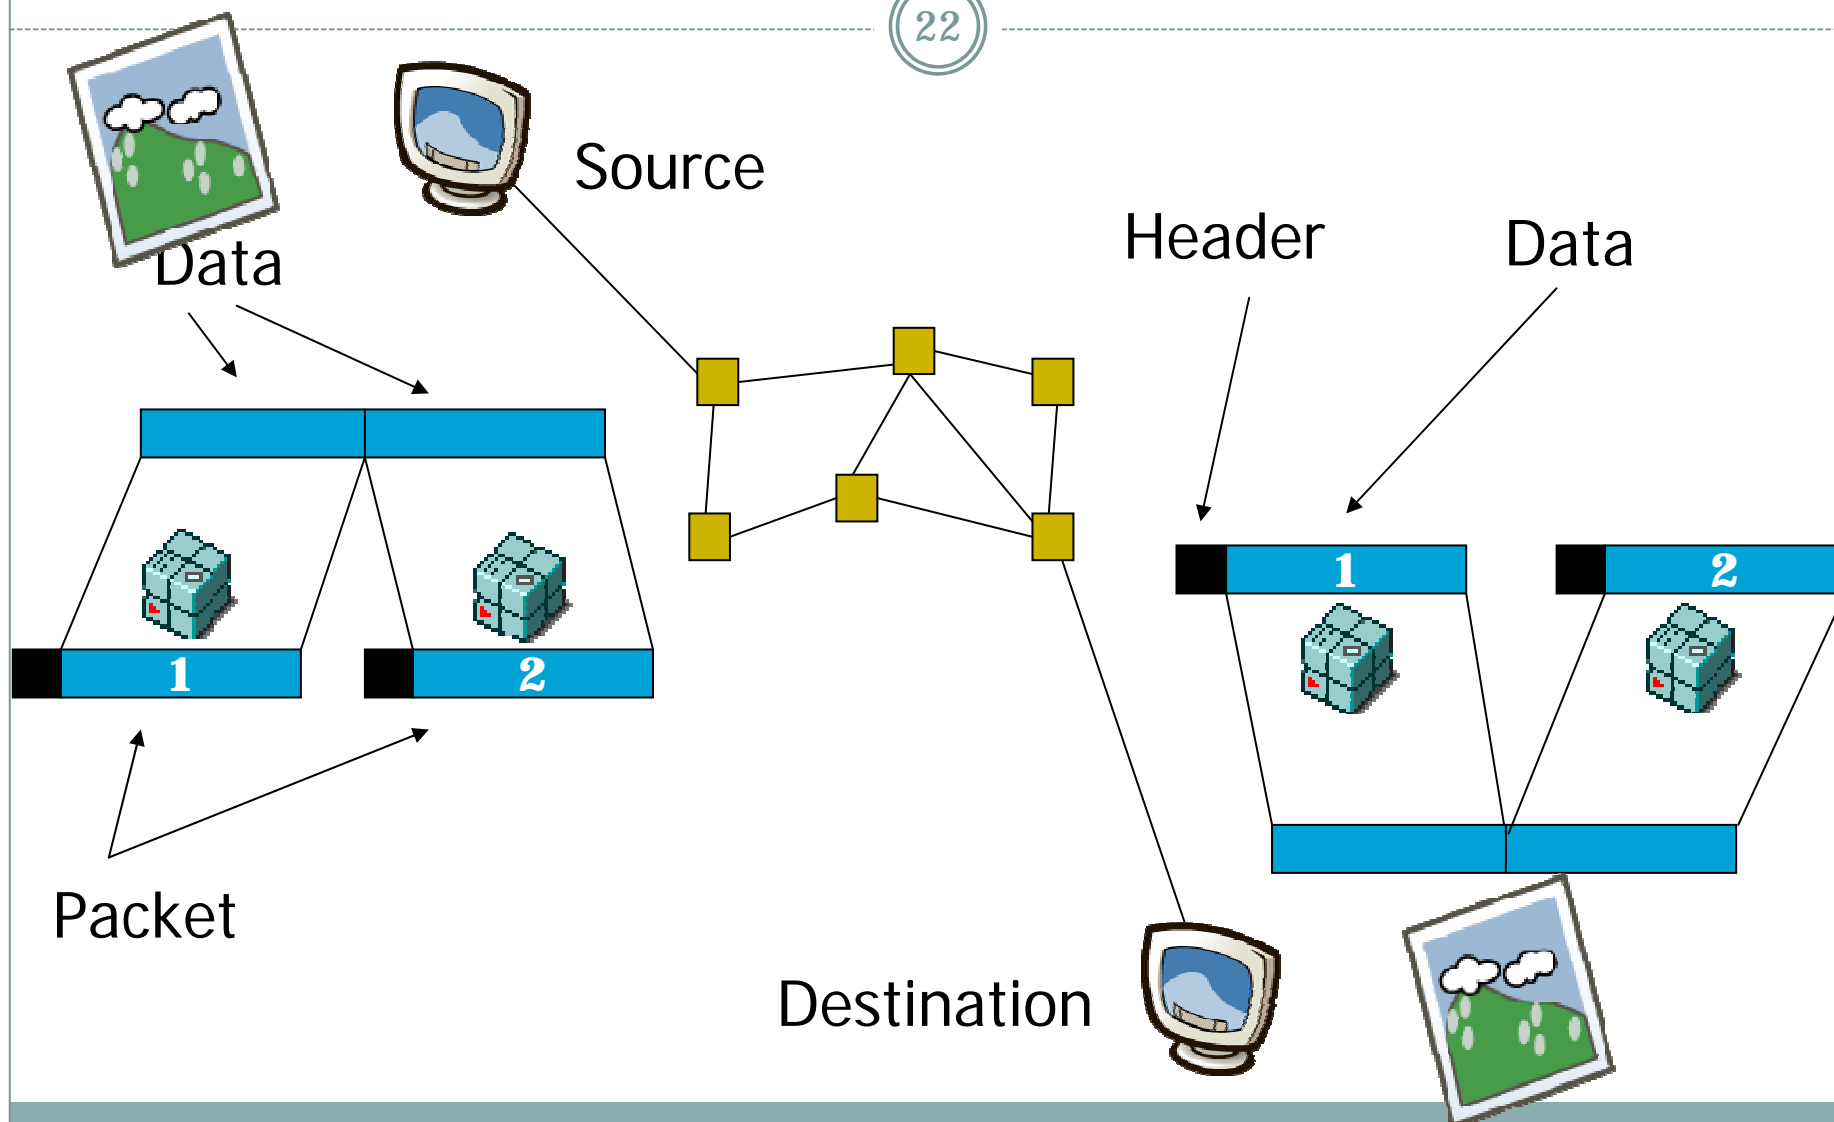 22
Source
Header
Data
Data
1
2
1
2
Packet
Destination